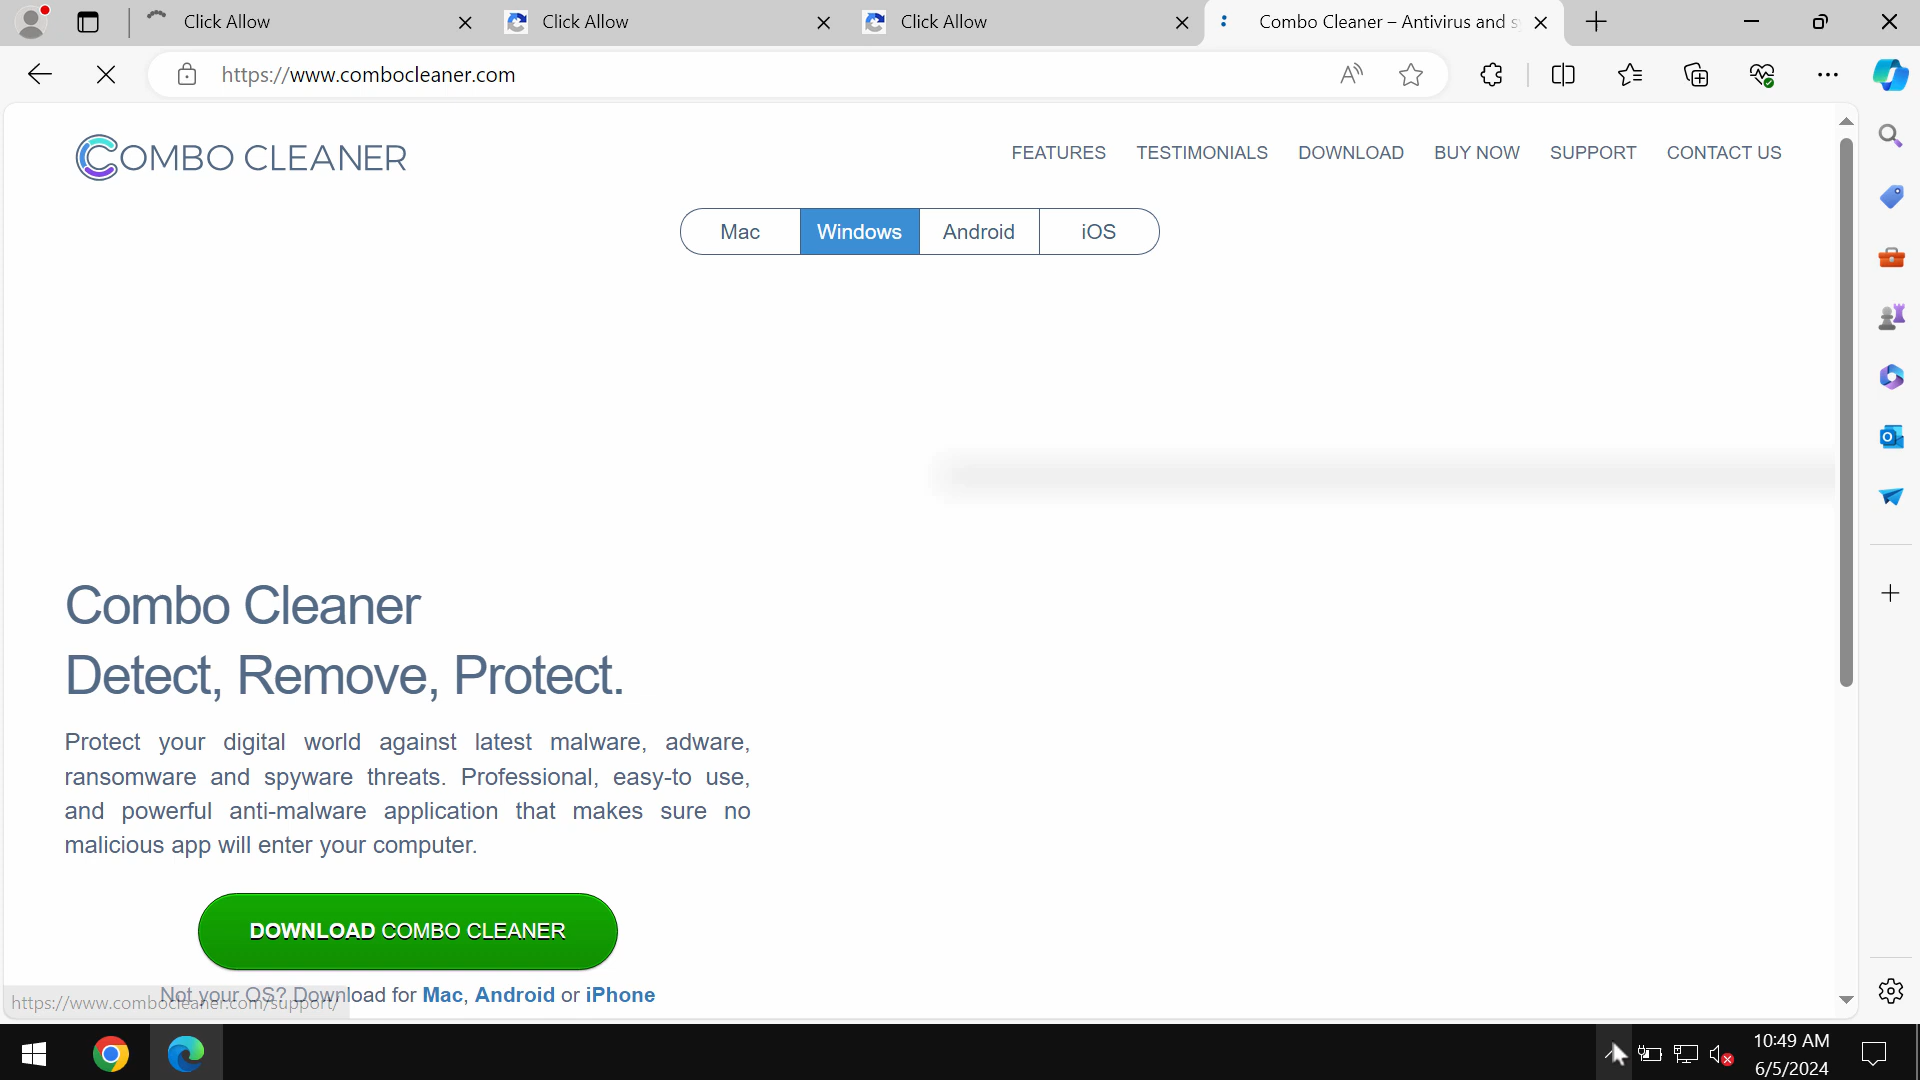 Click Allow
Click Allow
Click Allow
Combo Cleaner – Antivirus and
https://www.combocleaner.com
COMBO CLEANER
FEATURES TESTIMONIALS DOWNLOAD BUY NOW SUPPORT CONTACT US
Mac Windows Android iOS
Combo Cleaner
Detect, Remove, Protect.
Protect your digital world against latest malware, adware,
ransomware and spyware threats. Professional, easy-to use,
and powerful anti-malware application that makes sure no
malicious app will enter your computer.
DOWNLOAD COMBO CLEANER
Not your OS? Download for Mac, Android or iPhone
https://www.combocleaner.com/support/
10:49 AM
6/5/2024